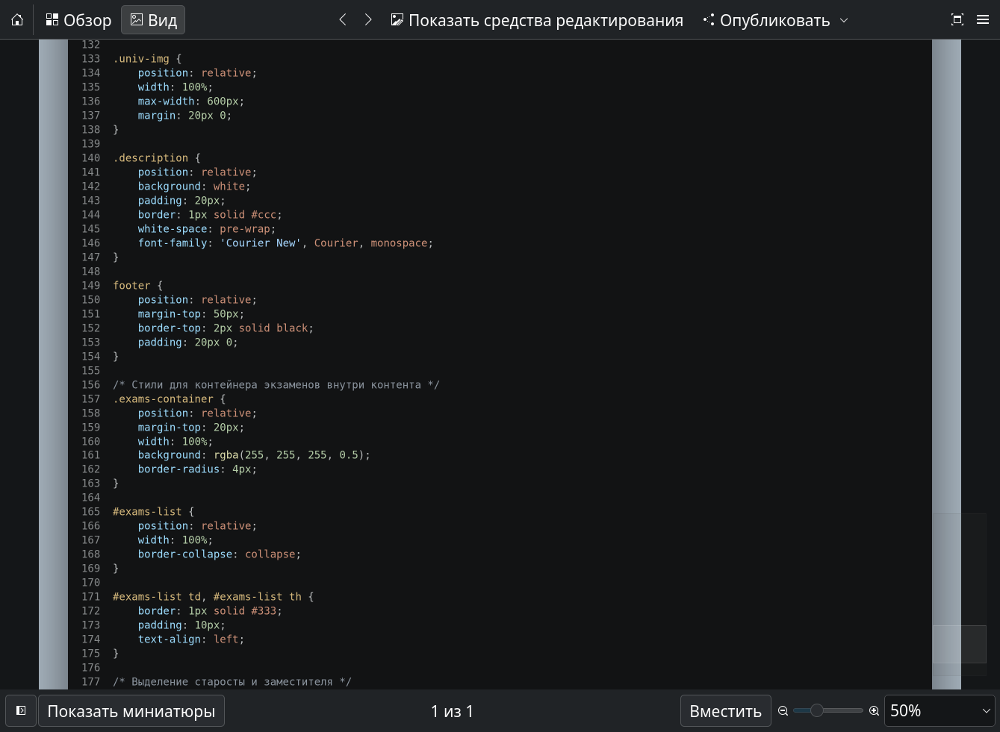 Обзор Вид Показать средства редактирования Опубликовать
132
133 .univ-img {
134     position: relative;
135     width: 100%;
136     max-width: 600px;
137     margin: 20px 0;
138 }
139
140 .description {
141     position: relative;
142     background: white;
143     padding: 20px;
144     border: 1px solid #ccc;
145     white-space: pre-wrap;
146     font-family: 'Courier New', Courier, monospace;
147 }
148
149 footer {
150     position: relative;
151     margin-top: 50px;
152     border-top: 2px solid black;
153     padding: 20px 0;
154 }
155
156 /* Стили для контейнера экзаменов внутри контента */
157 .exams-container {
158     position: relative;
159     margin-top: 20px;
160     width: 100%;
161     background: rgba(255, 255, 255, 0.5);
162     border-radius: 4px;
163 }
164
165 #exams-list {
166     position: relative;
167     width: 100%;
168     border-collapse: collapse;
169 }
170
171 #exams-list td, #exams-list th {
172     border: 1px solid #333;
173     padding: 10px;
174     text-align: left;
175 }
176
177 /* Выделение старосты и заместителя */
Показать миниатюры 1 из 1 Вместить 50%